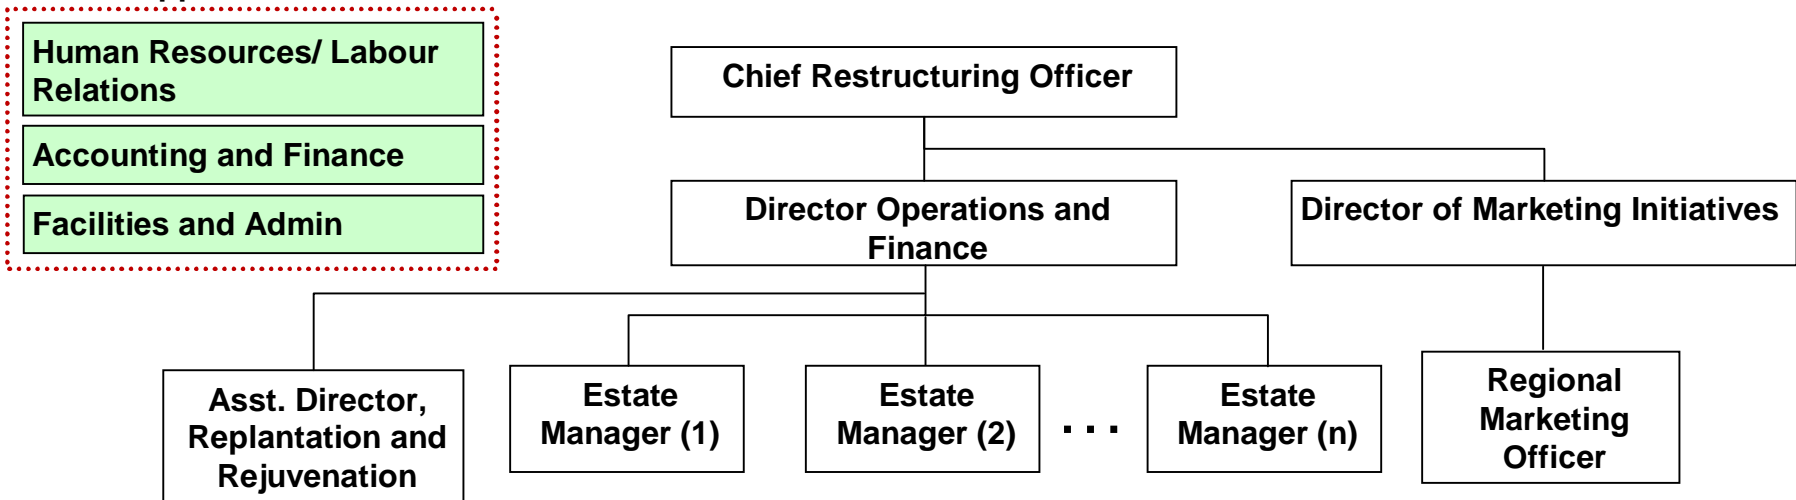 Human Resources/ Labour
Relations
Accounting and Finance
Facilities and Admin
Chief Restructuring Officer
Director Operations and
Finance
Director of Marketing Initiatives
Asst. Director,
Replantation and
Rejuvenation
Estate
Manager (1)
Estate
Manager (2)
. . .
Estate
Manager (n)
Regional
Marketing
Officer